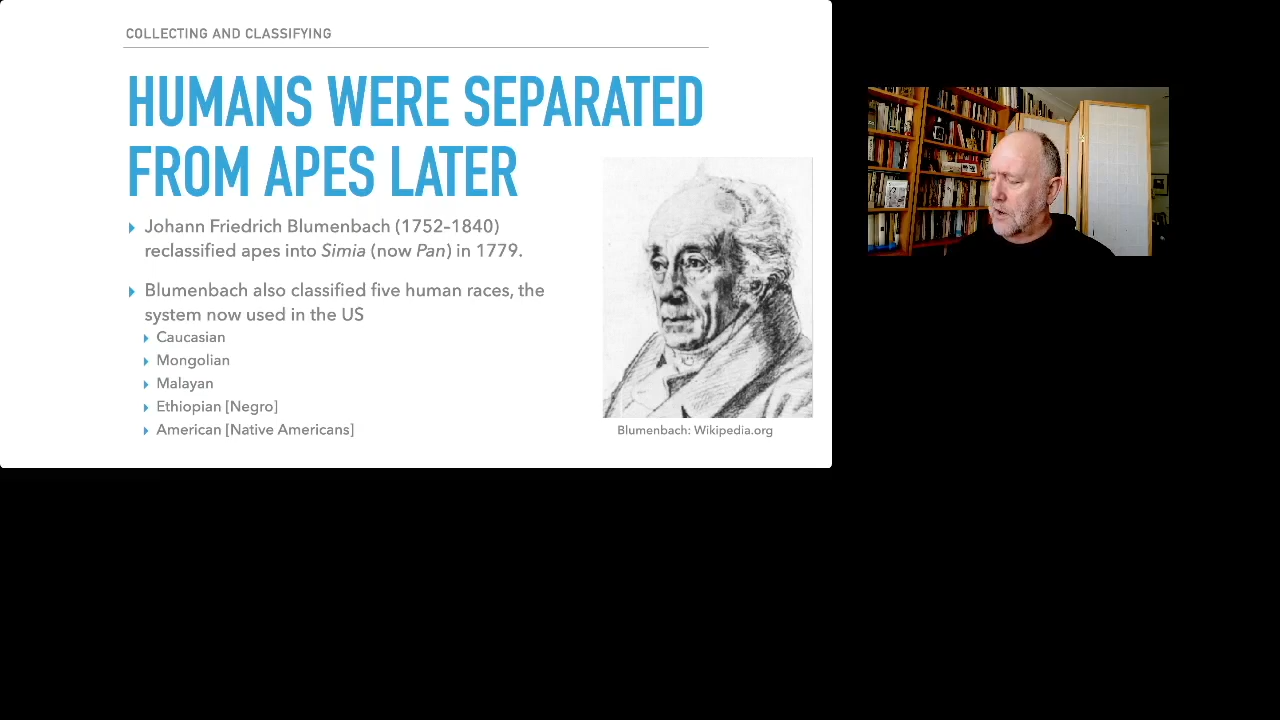 COLLECTING AND CLASSIFYING
HUMANS WERE SEPARATED
FROM APES LATER
Johann Friedrich Blumenbach (1752–1840)
reclassified apes into Simia (now Pan) in 1779.
Blumenbach also classified five human races, the
system now used in the US
Caucasian
Mongolian
Malayan
Ethiopian [Negro]
American [Native Americans]
Blumenbach: Wikipedia.org